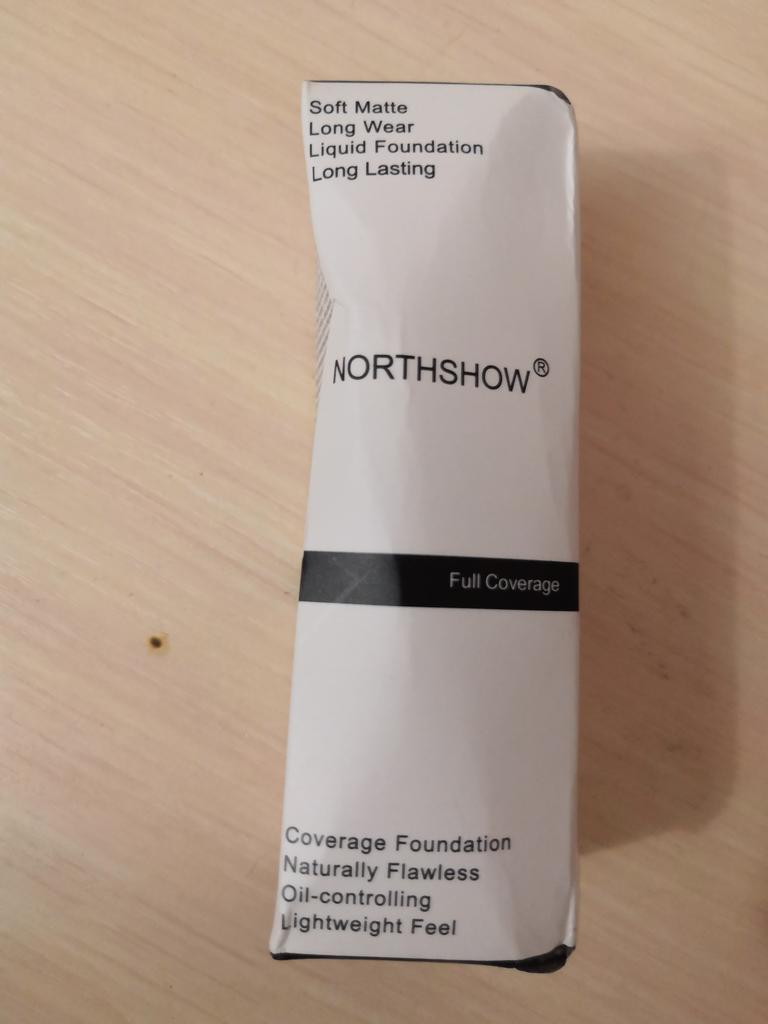 Soft Matte
Long Wear
Liquid Foundation
Long Lasting
NORTHSHOW®
Full Coverage
Coverage Foundation
Naturally Flawless
Oil-controlling
Lightweight Feel